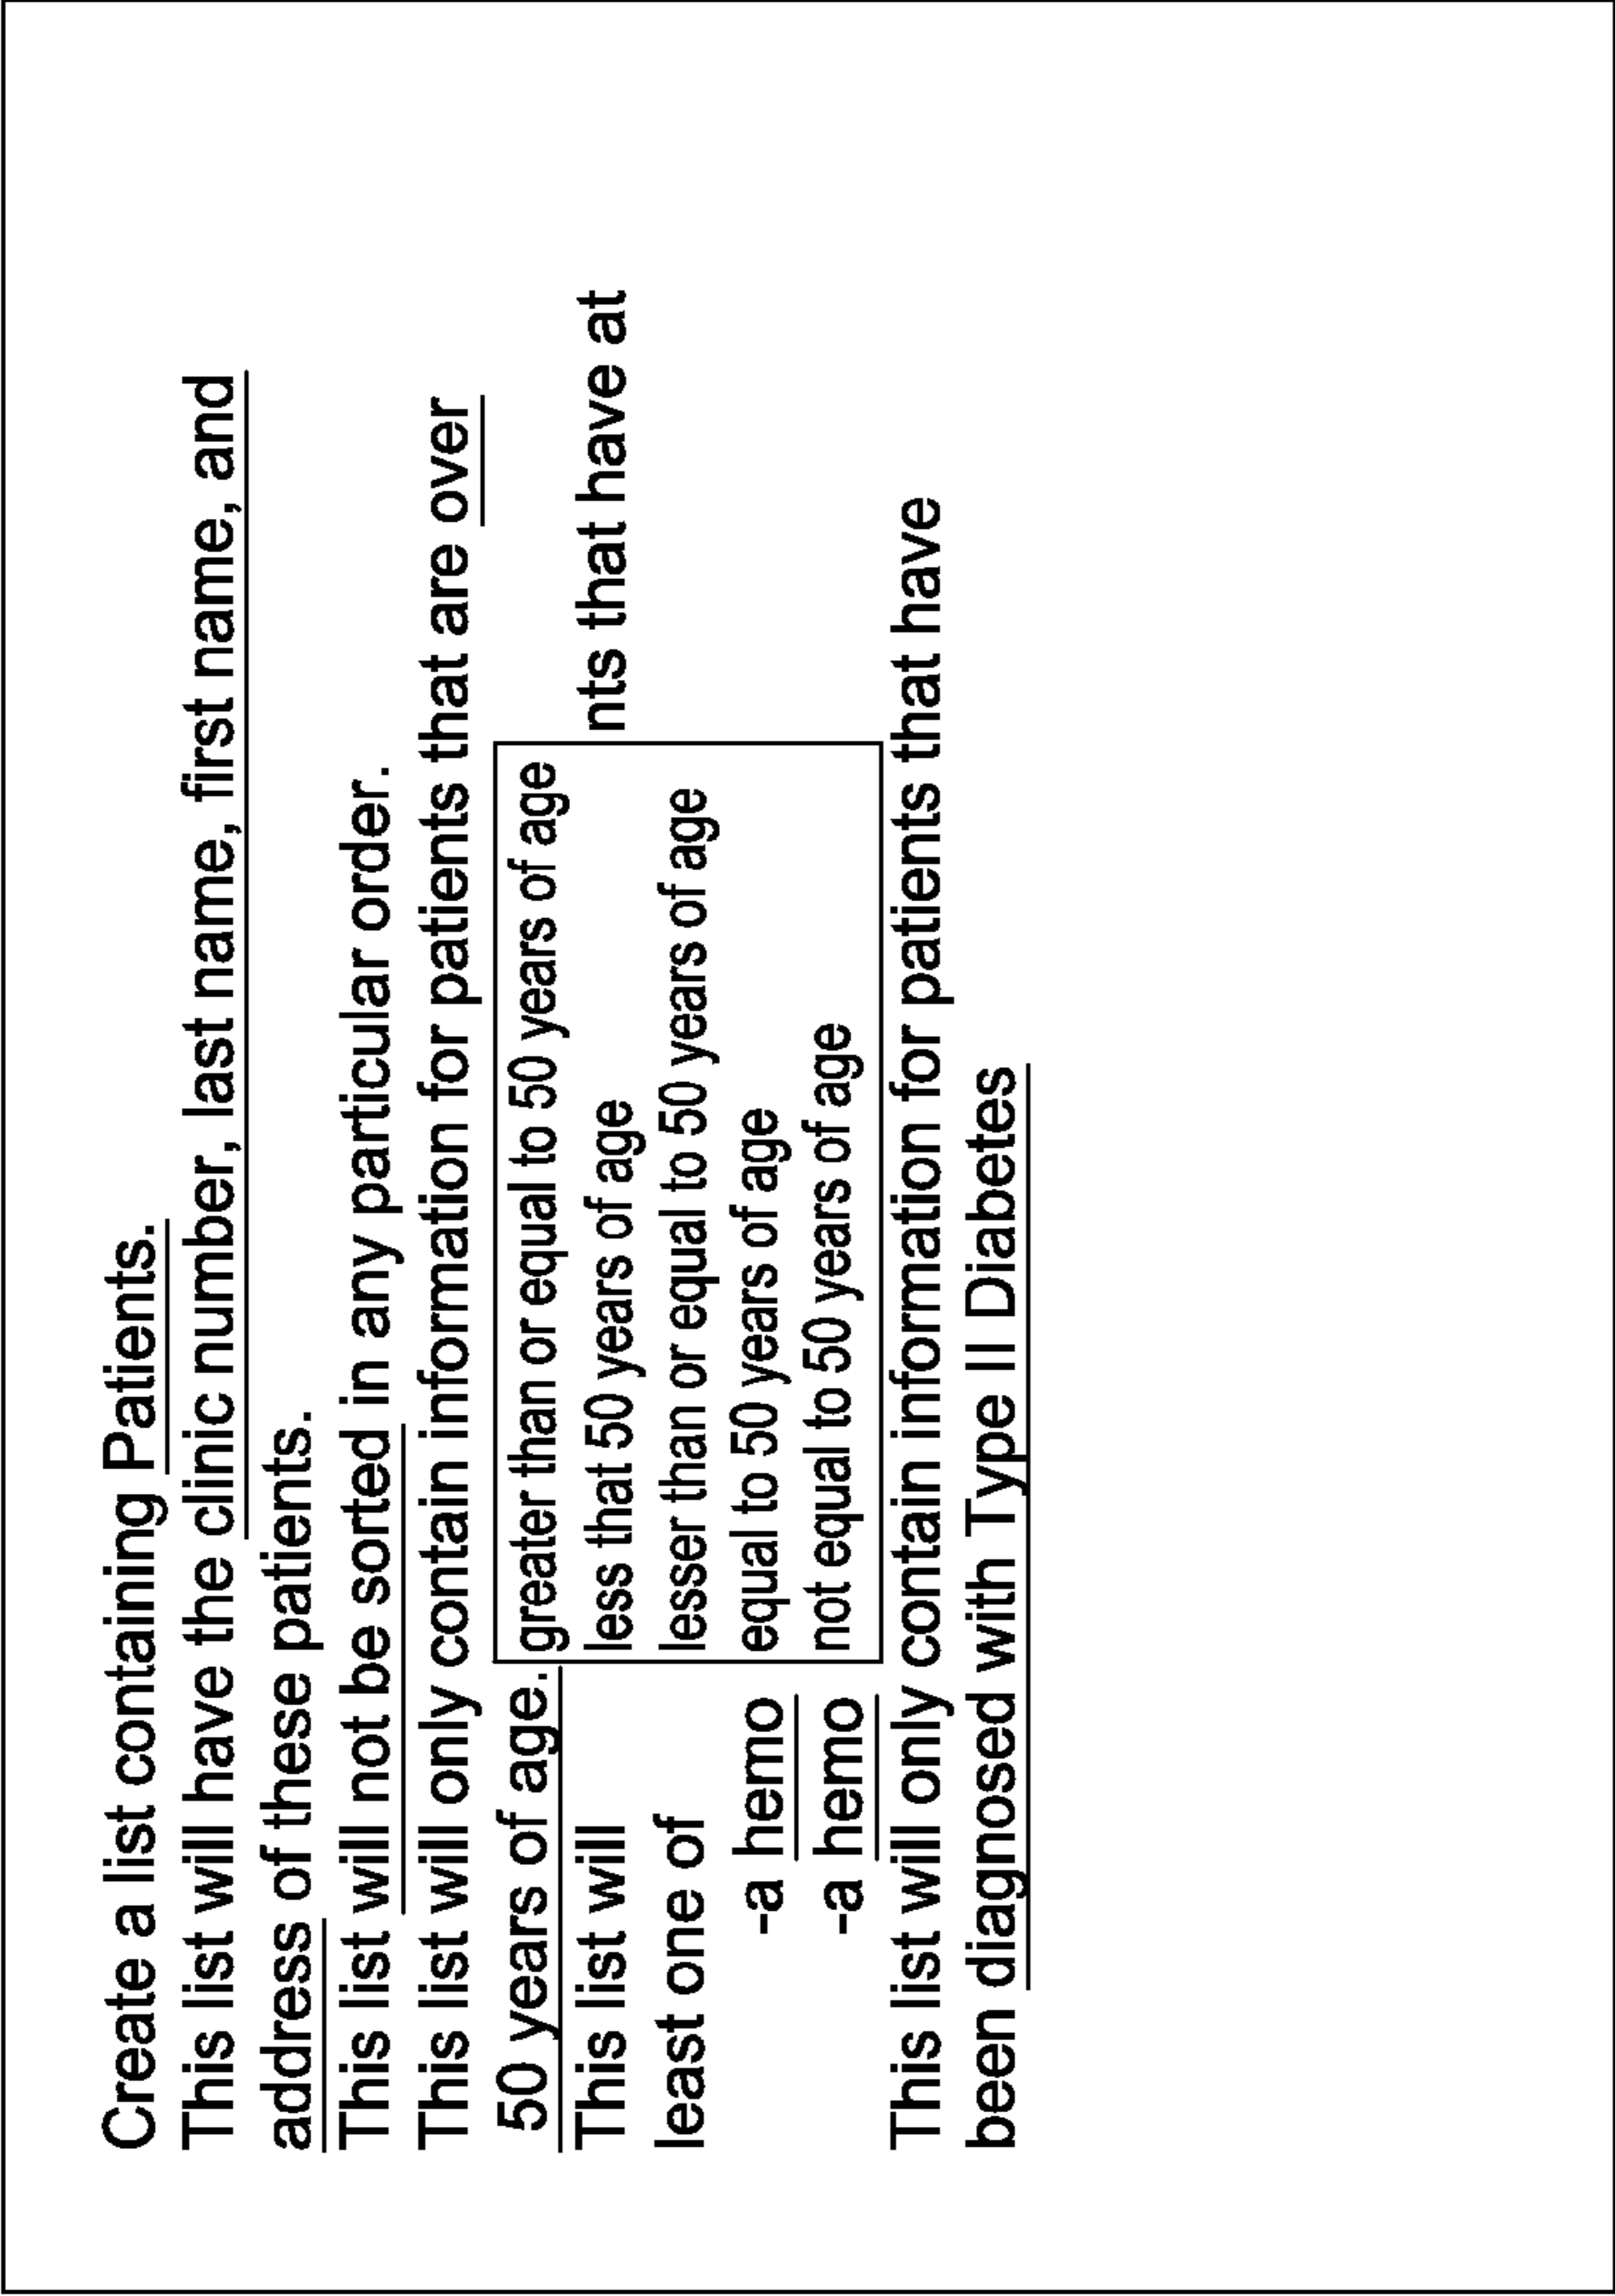 Create a list containing Patients.
This list will have the clinic number, last name, first name, and
address of these patients.
This list will not be sorted in any particular order.
This list will only contain information for patients that are over
50 years of age.
greater than or equal to 50 years of age
less that 50 years of age
lesser than or equal to 50 years of age
equal to 50 years of age
not equal to 50 years of age
This list will nts that have at
least one of
-a hemo
-a hemo
This list will only contain information for patients that have
been diagnosed with Type II Diabetes